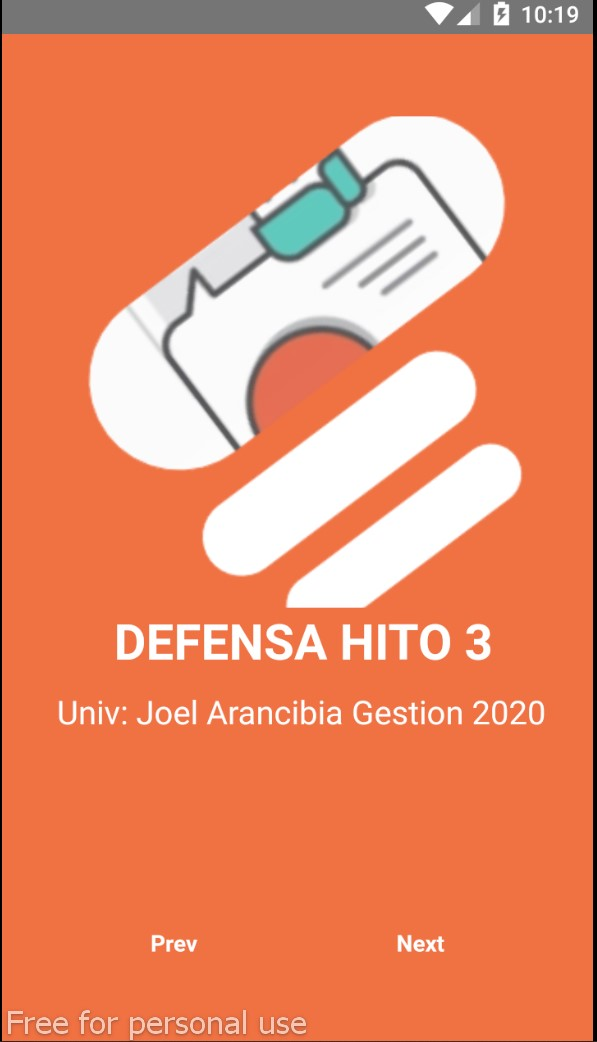 10:19
DEFENSA HITO 3
Univ: Joel Arancibia Gestion 2020
Prev Next
Free for personal use